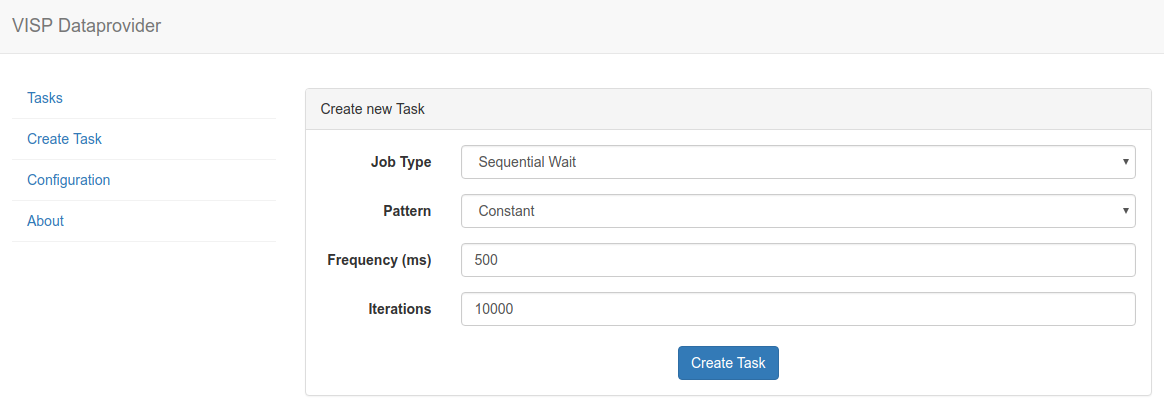 VISP Dataprovider
Tasks
Create Task
Configuration
About
Create new Task
Job Type Sequential Wait
Pattern Constant
Frequency (ms) 500
Iterations 10000
Create Task